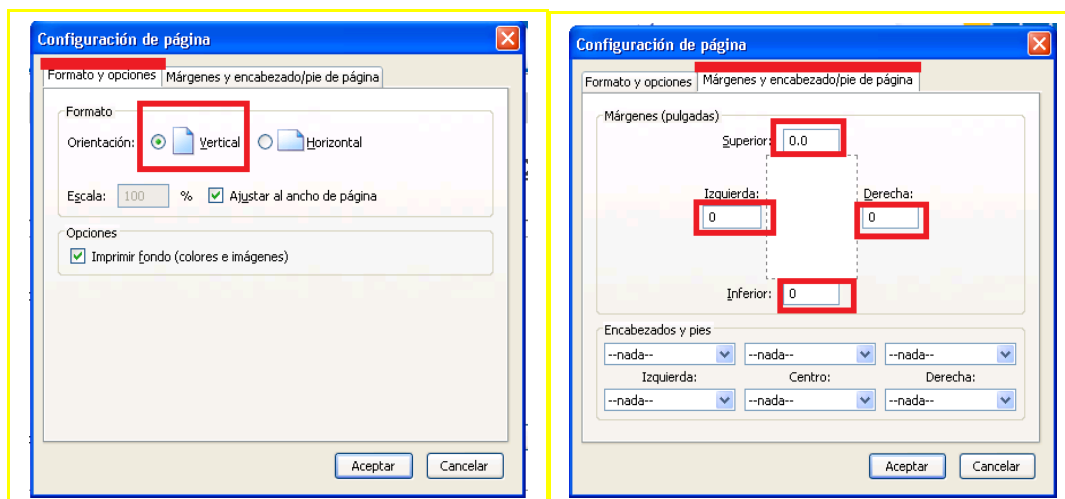 Configuración de página
Formato y opciones Márgenes y encabezado/pie de página
Formato
Orientación: Vertical Horizontal
Escala: 100 % Ajustar al ancho de página
Opciones
Imprimir fondo (colores e imágenes)
Aceptar Cancelar
Configuración de página
Formato y opciones Márgenes y encabezado/pie de página
Márgenes (pulgadas)
Superior: 0.0
Izquierda: Derecha:
0 0
Inferior: 0
Encabezados y pies
--nada-- --nada-- --nada--
Izquierda: Centro: Derecha:
--nada-- --nada-- --nada--
Aceptar Cancelar